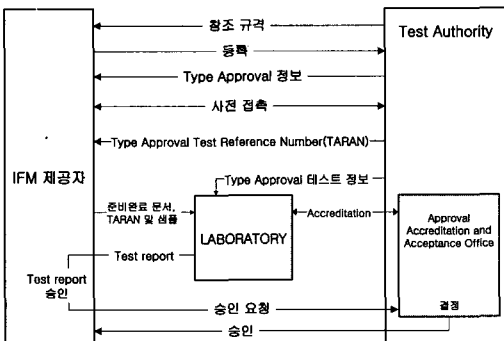 참조 규격
Test Authority
등록
Type Approval 정보
사전 접촉
Type Approval Test Reference Number(TARAN)
IFM 제공자
Type Approval 테스트 정보
준비완료 문서,
TARAN 및 샘플
LABORATORY
Accreditation
Approval
Accreditation and
Acceptance Office
Test report
Test report
승인
승인 요청
결정
승인